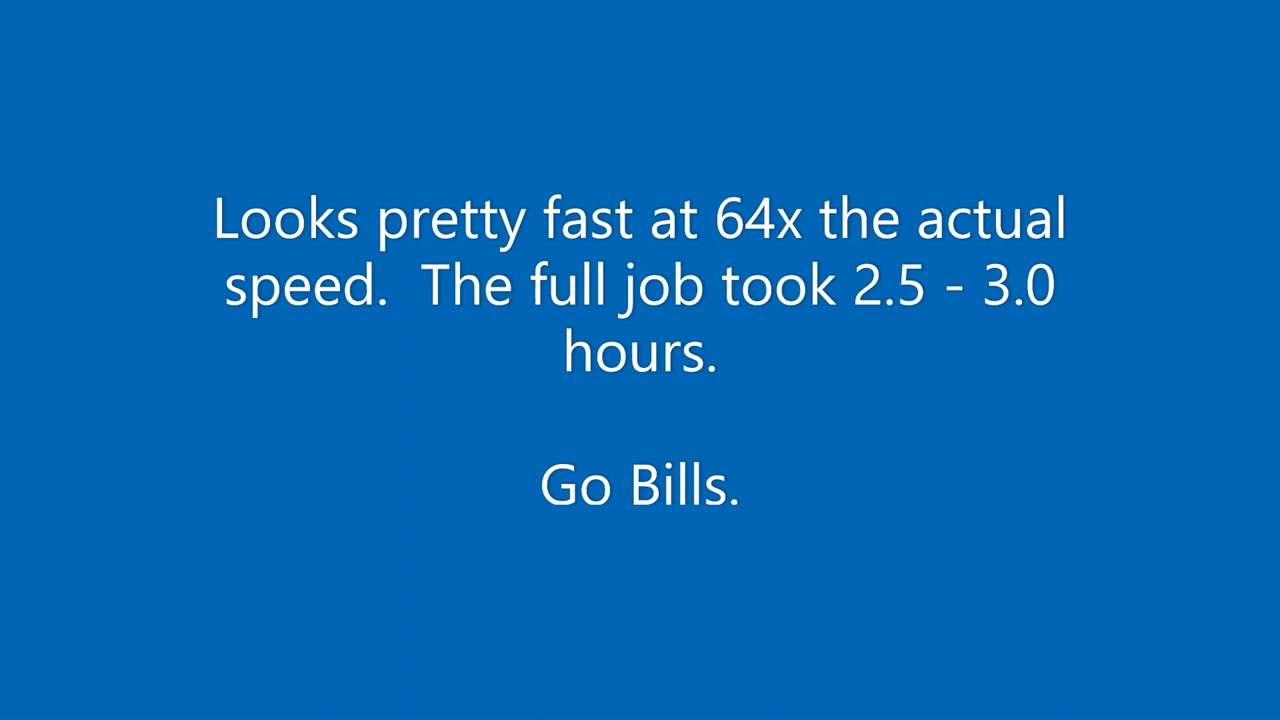 Looks pretty fast at 64x the actual
speed.  The full job took 2.5 - 3.0
hours.
Go Bills.